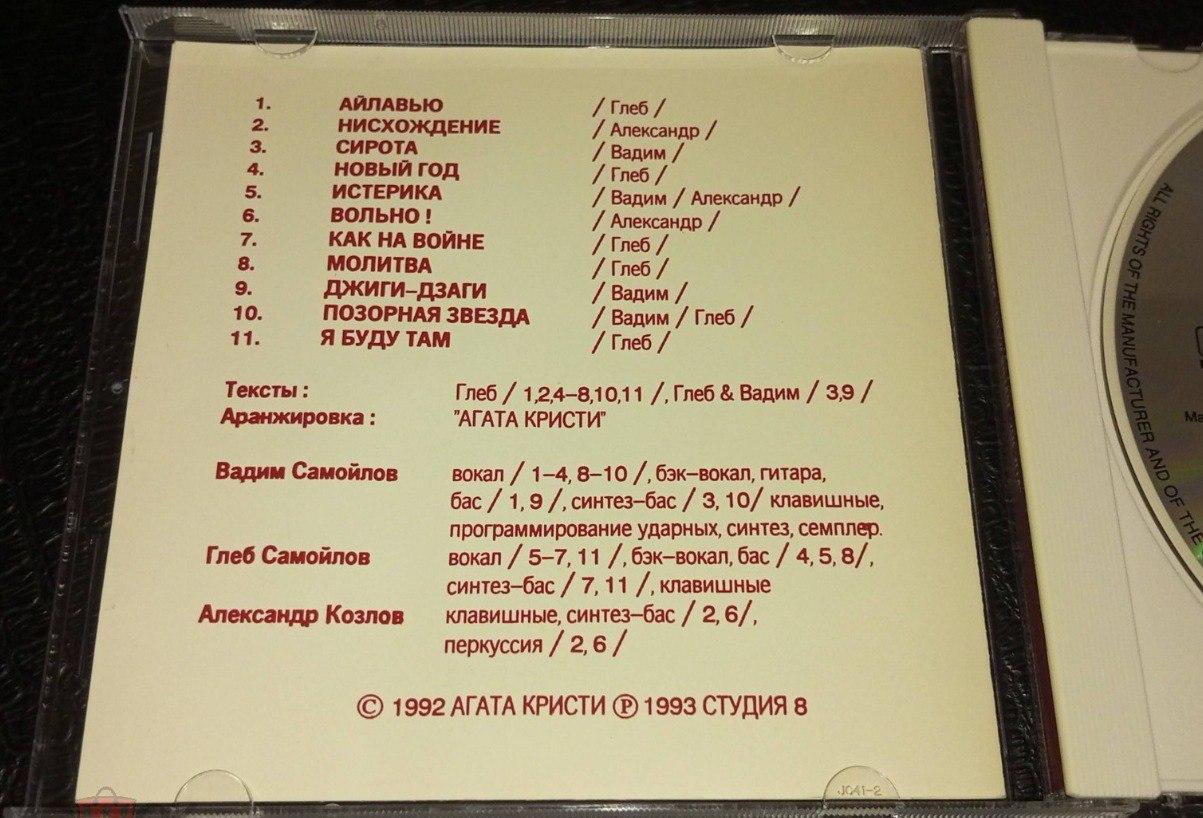 1. АЙЛАВЬЮ / Глеб /
2. НИСХОЖДЕНИЕ / Александр /
3. СИРОТА / Вадим /
4. НОВЫЙ ГОД / Глеб /
5. ИСТЕРИКА / Вадим / Александр /
6. ВОЛЬНО ! / Александр /
7. КАК НА ВОЙНЕ / Глеб /
8. МОЛИТВА / Глеб /
9. ДЖИГИ–ДЗАГИ / Вадим /
10. ПОЗОРНАЯ ЗВЕЗДА / Вадим / Глеб /
11. Я БУДУ ТАМ / Глеб /
Тексты : Глеб / 1,2,4–8,10,11 /, Глеб & Вадим / 3,9 /
Аранжировка : "АГАТА КРИСТИ"
Вадим Самойлов вокал / 1–4, 8–10 /, бэк–вокал, гитара,
бас / 1, 9 /, синтез–бас / 3, 10/ клавишные,
программирование ударных, синтез, семплер.
Глеб Самойлов вокал / 5–7, 11 /, бэк–вокал, бас / 4, 5, 8/,
синтез–бас / 7, 11 /, клавишные
Александр Козлов клавишные, синтез–бас / 2, 6/,
перкуссия / 2, 6 /
© 1992 АГАТА КРИСТИ ℗ 1993 СТУДИЯ 8
J041-2
ALL RIGHTS OF THE MANUFACTURER AND OF THE